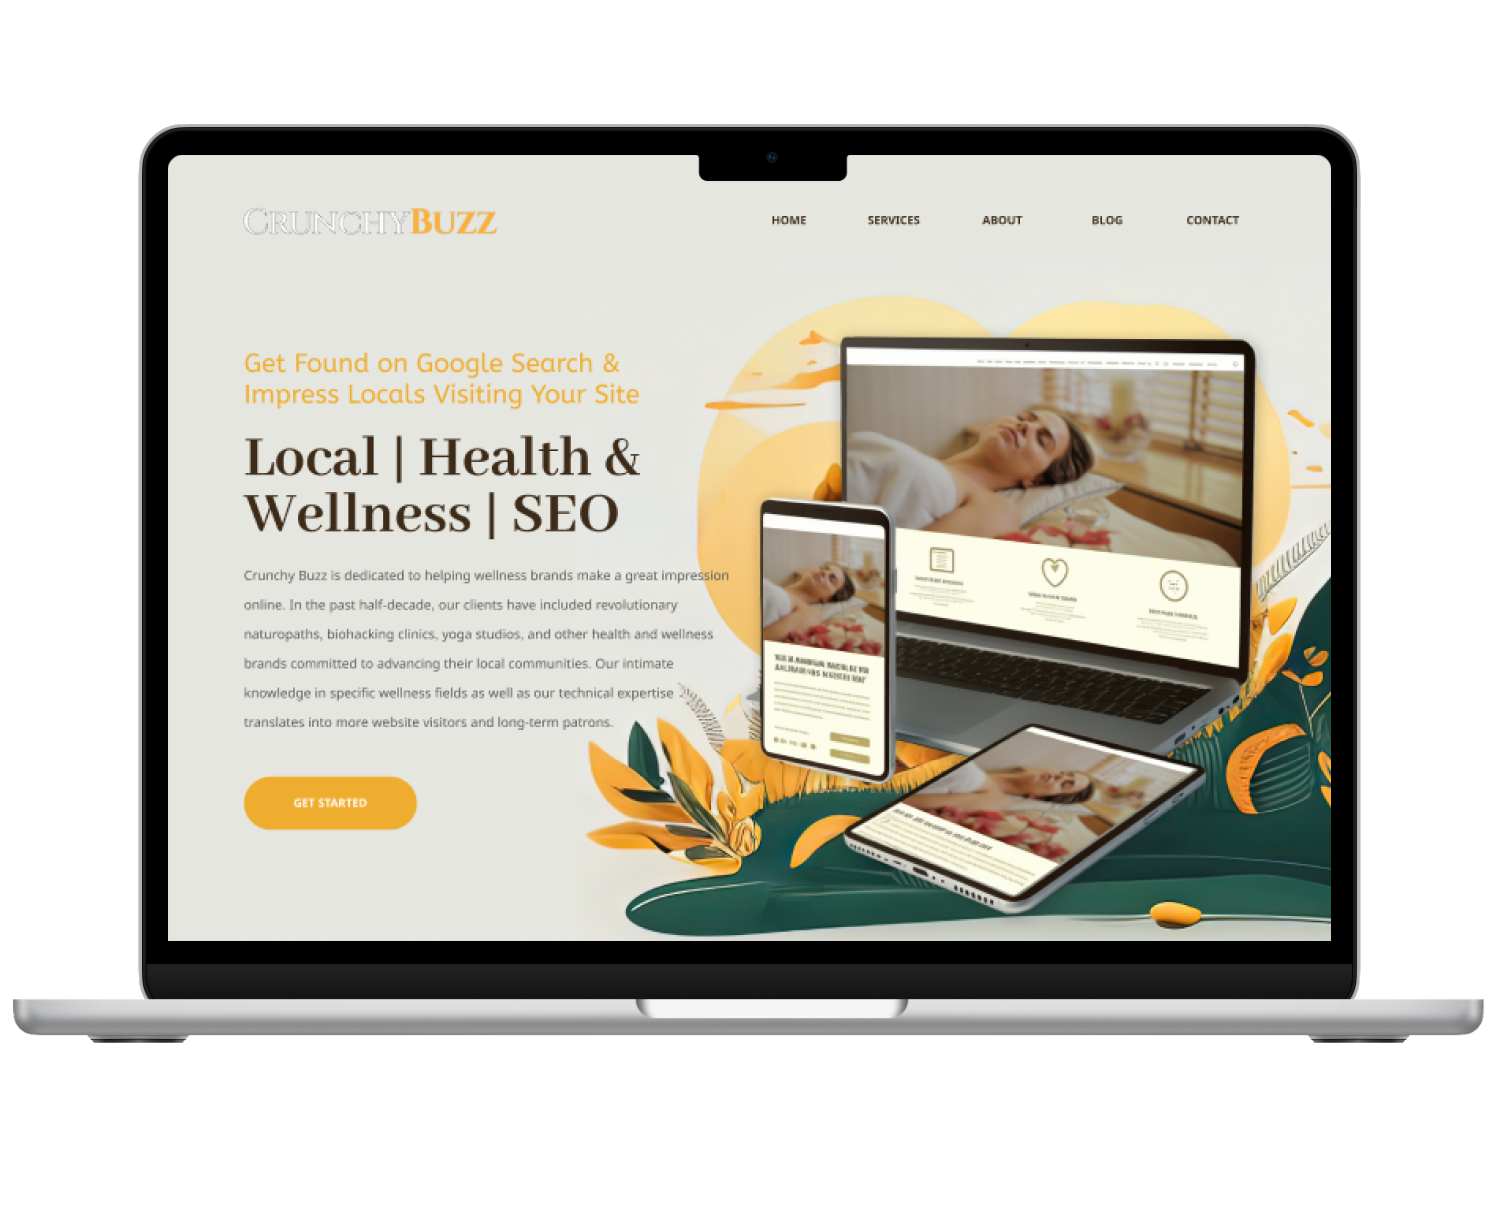 CrunchyBuzz
HOME SERVICES ABOUT BLOG CONTACT
Get Found on Google Search &
Impress Locals Visiting Your Site
Local | Health &
Wellness | SEO
Crunchy Buzz is dedicated to helping wellness brands make a great impression
online. In the past half-decade, our clients have included revolutionary
naturopaths, biohacking clinics, yoga studios, and other health and wellness
brands committed to advancing their local communities. Our intimate
knowledge in specific wellness fields as well as our technical expertise
translates into more website visitors and long-term patrons.
GET STARTED